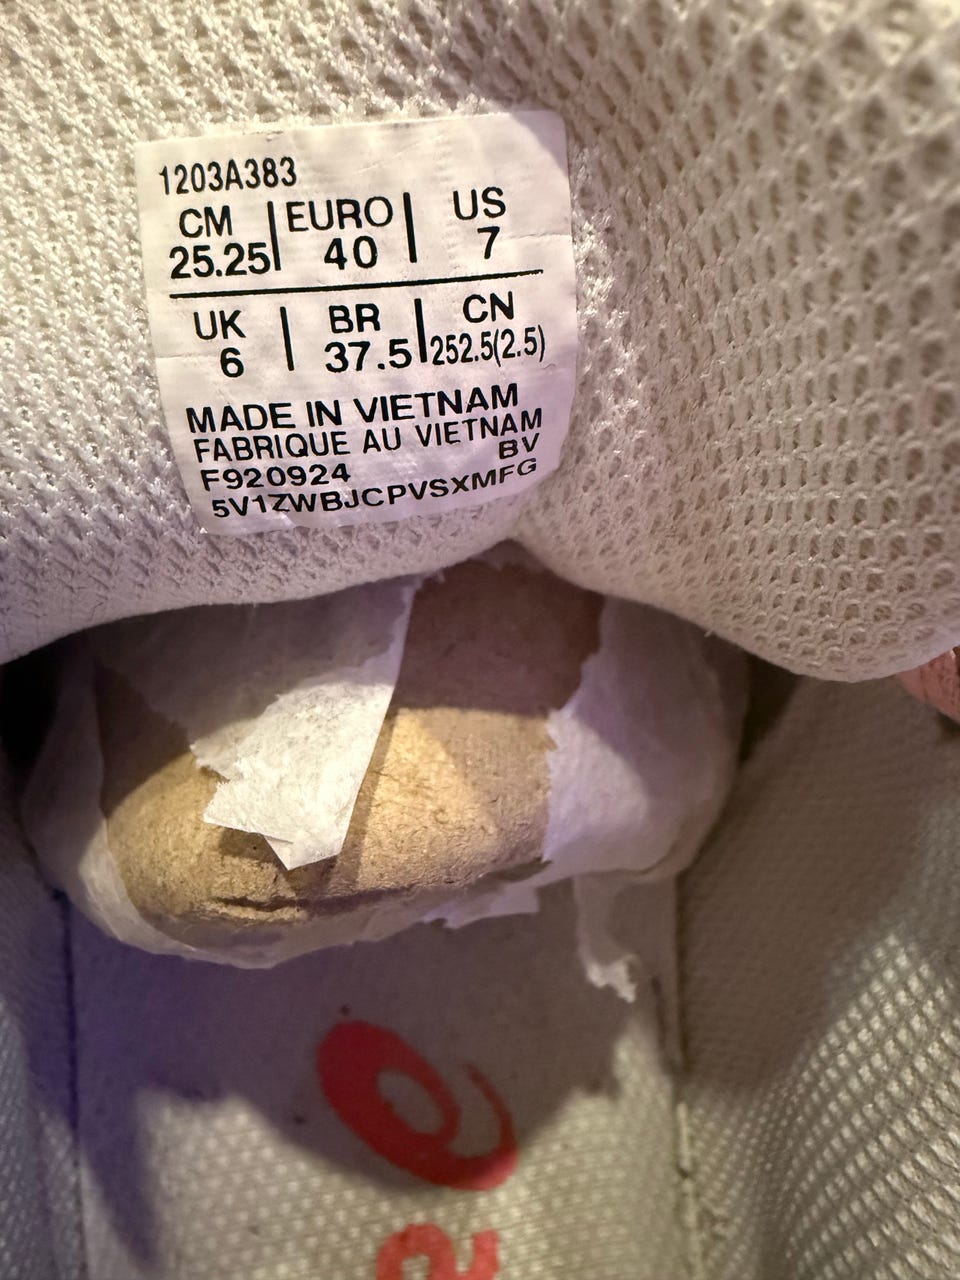 1203A383
CM | EURO | US
25.25 | 40 | 7
UK | BR | CN
6 | 37.5 | 252.5(2.5)
MADE IN VIETNAM
FABRIQUE AU VIETNAM
F920924 BV
5V1ZWBJCPVSXMFG